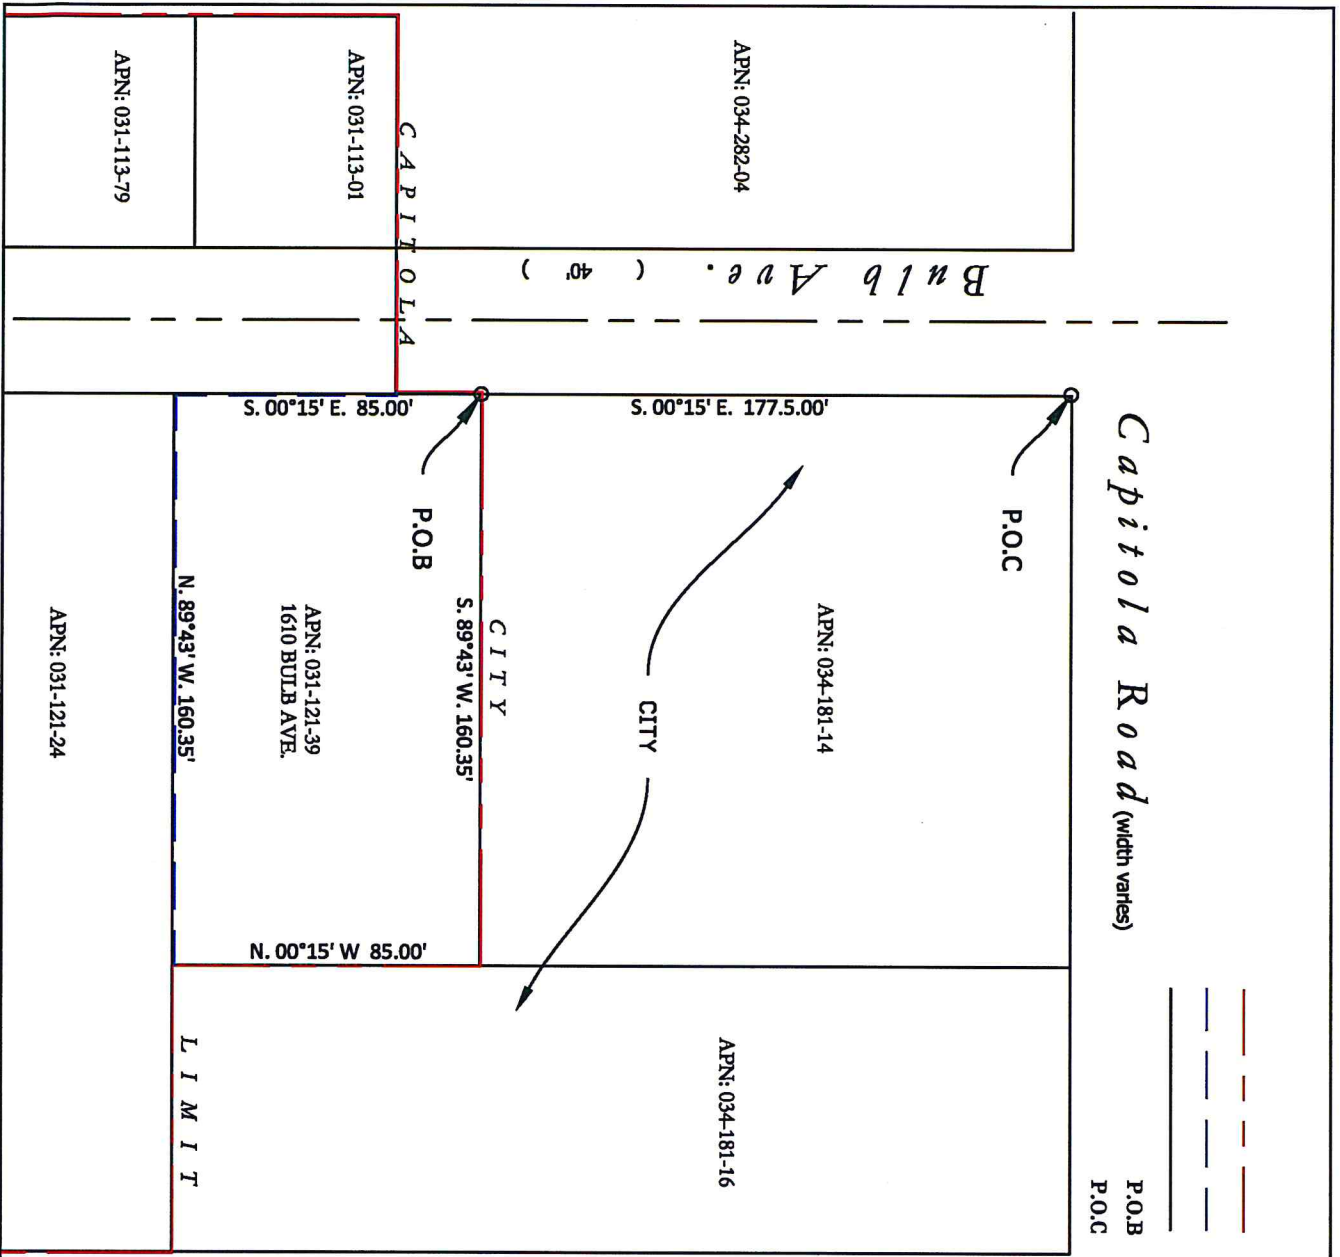 P.O.B
P.O.C
Capitola Road (width varies)
P.O.C
P.O.B
Bulb Ave. ( 40' )
S. 00°15' E. 177.5.00'
S. 00°15' E. 85.00'
APN: 034-282-04
APN: 034-181-14
APN: 034-181-16
CITY
CAPITOLA
CITY
LIMIT
S. 89°43' W. 160.35'
APN: 031-113-01
APN: 031-121-39
1610 BULB AVE.
N. 00°15' W 85.00'
N. 89°43' W. 160.35'
APN: 031-113-79
APN: 031-121-24